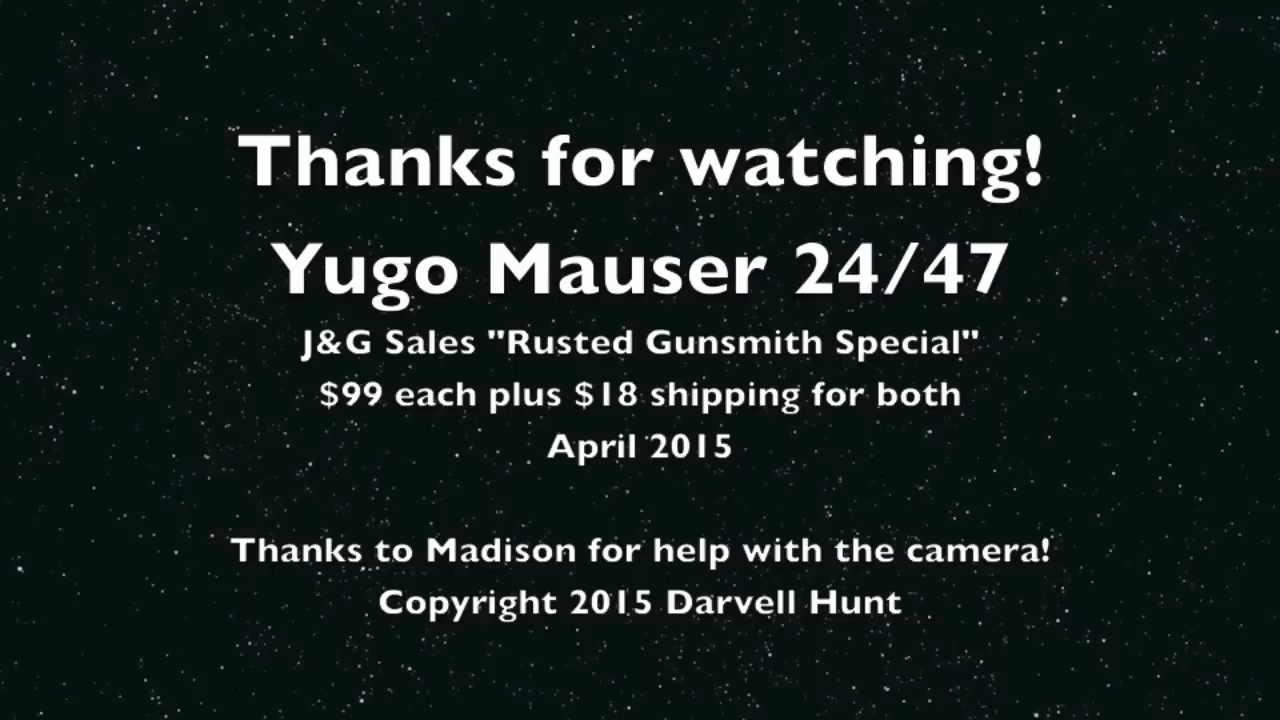 Thanks for watching!
Yugo Mauser 24/47
J&G Sales "Rusted Gunsmith Special"
$99 each plus $18 shipping for both
April 2015
Thanks to Madison for help with the camera!
Copyright 2015 Darvell Hunt